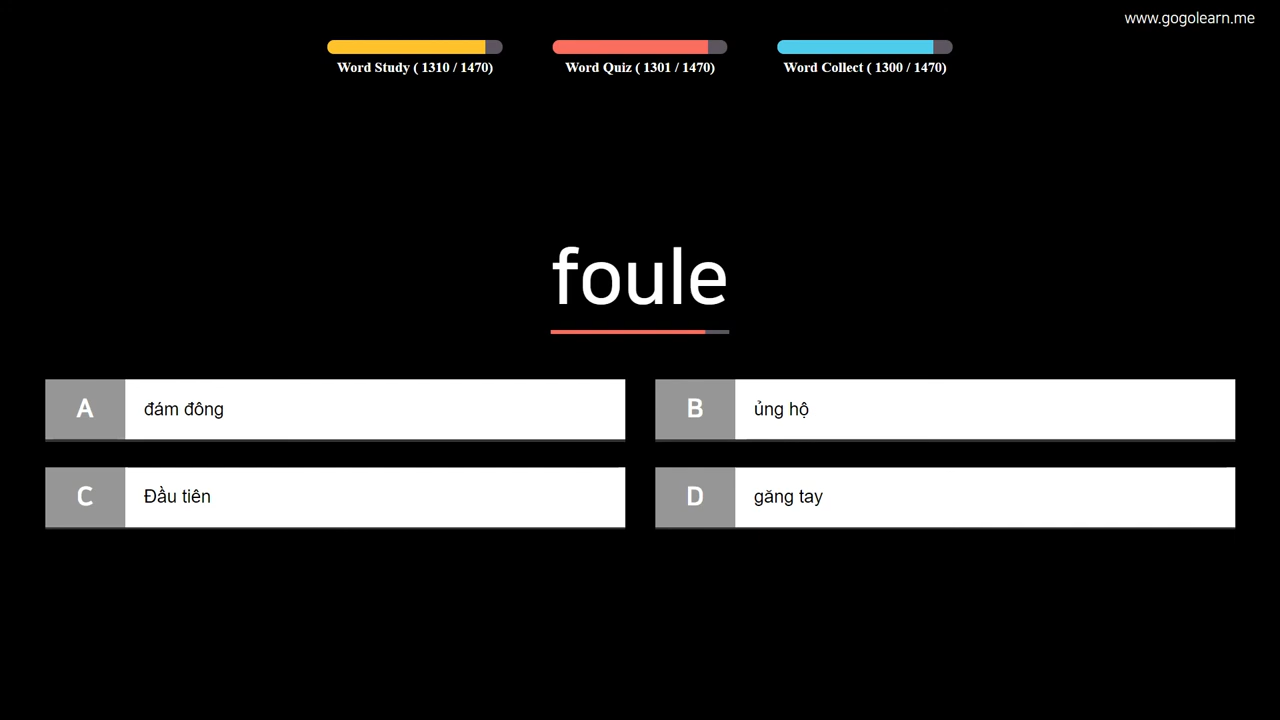 www.gogolearn.me
Word Study ( 1310 / 1470)
Word Quiz ( 1301 / 1470)
Word Collect ( 1300 / 1470)
foule
A đám đông
B ủng hộ
C Đầu tiên
D găng tay